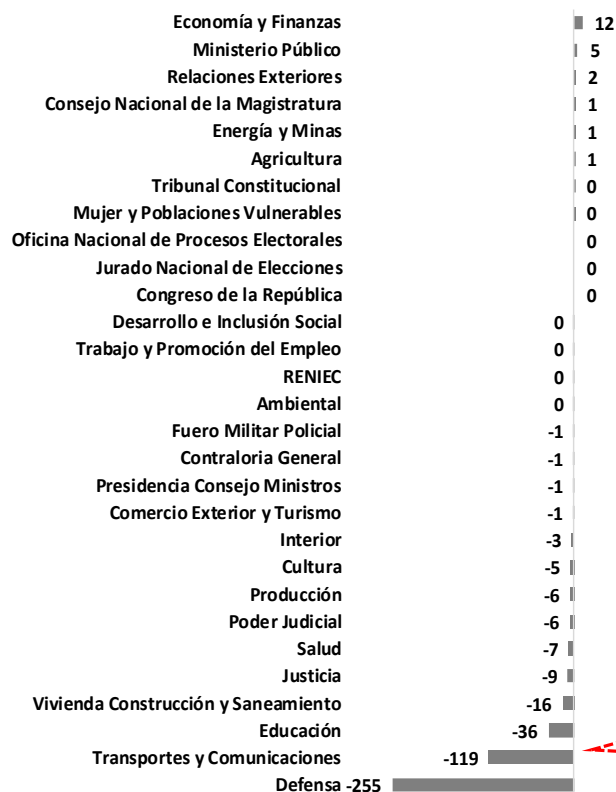 Economía y Finanzas 12
Ministerio Público 5
Relaciones Exteriores 2
Consejo Nacional de la Magistratura 1
Energía y Minas 1
Agricultura 1
Tribunal Constitucional 0
Mujer y Poblaciones Vulnerables 0
Oficina Nacional de Procesos Electorales 0
Jurado Nacional de Elecciones 0
Congreso de la República 0
Desarrollo e Inclusión Social 0
Trabajo y Promoción del Empleo 0
RENIEC 0
Ambiental 0
Fuero Militar Policial -1
Contraloria General -1
Presidencia Consejo Ministros -1
Comercio Exterior y Turismo -1
Interior -3
Cultura -5
Producción -6
Poder Judicial -6
Salud -7
Justicia -9
Vivienda Construcción y Saneamiento -16
Educación -36
Transportes y Comunicaciones -119
Defensa -255